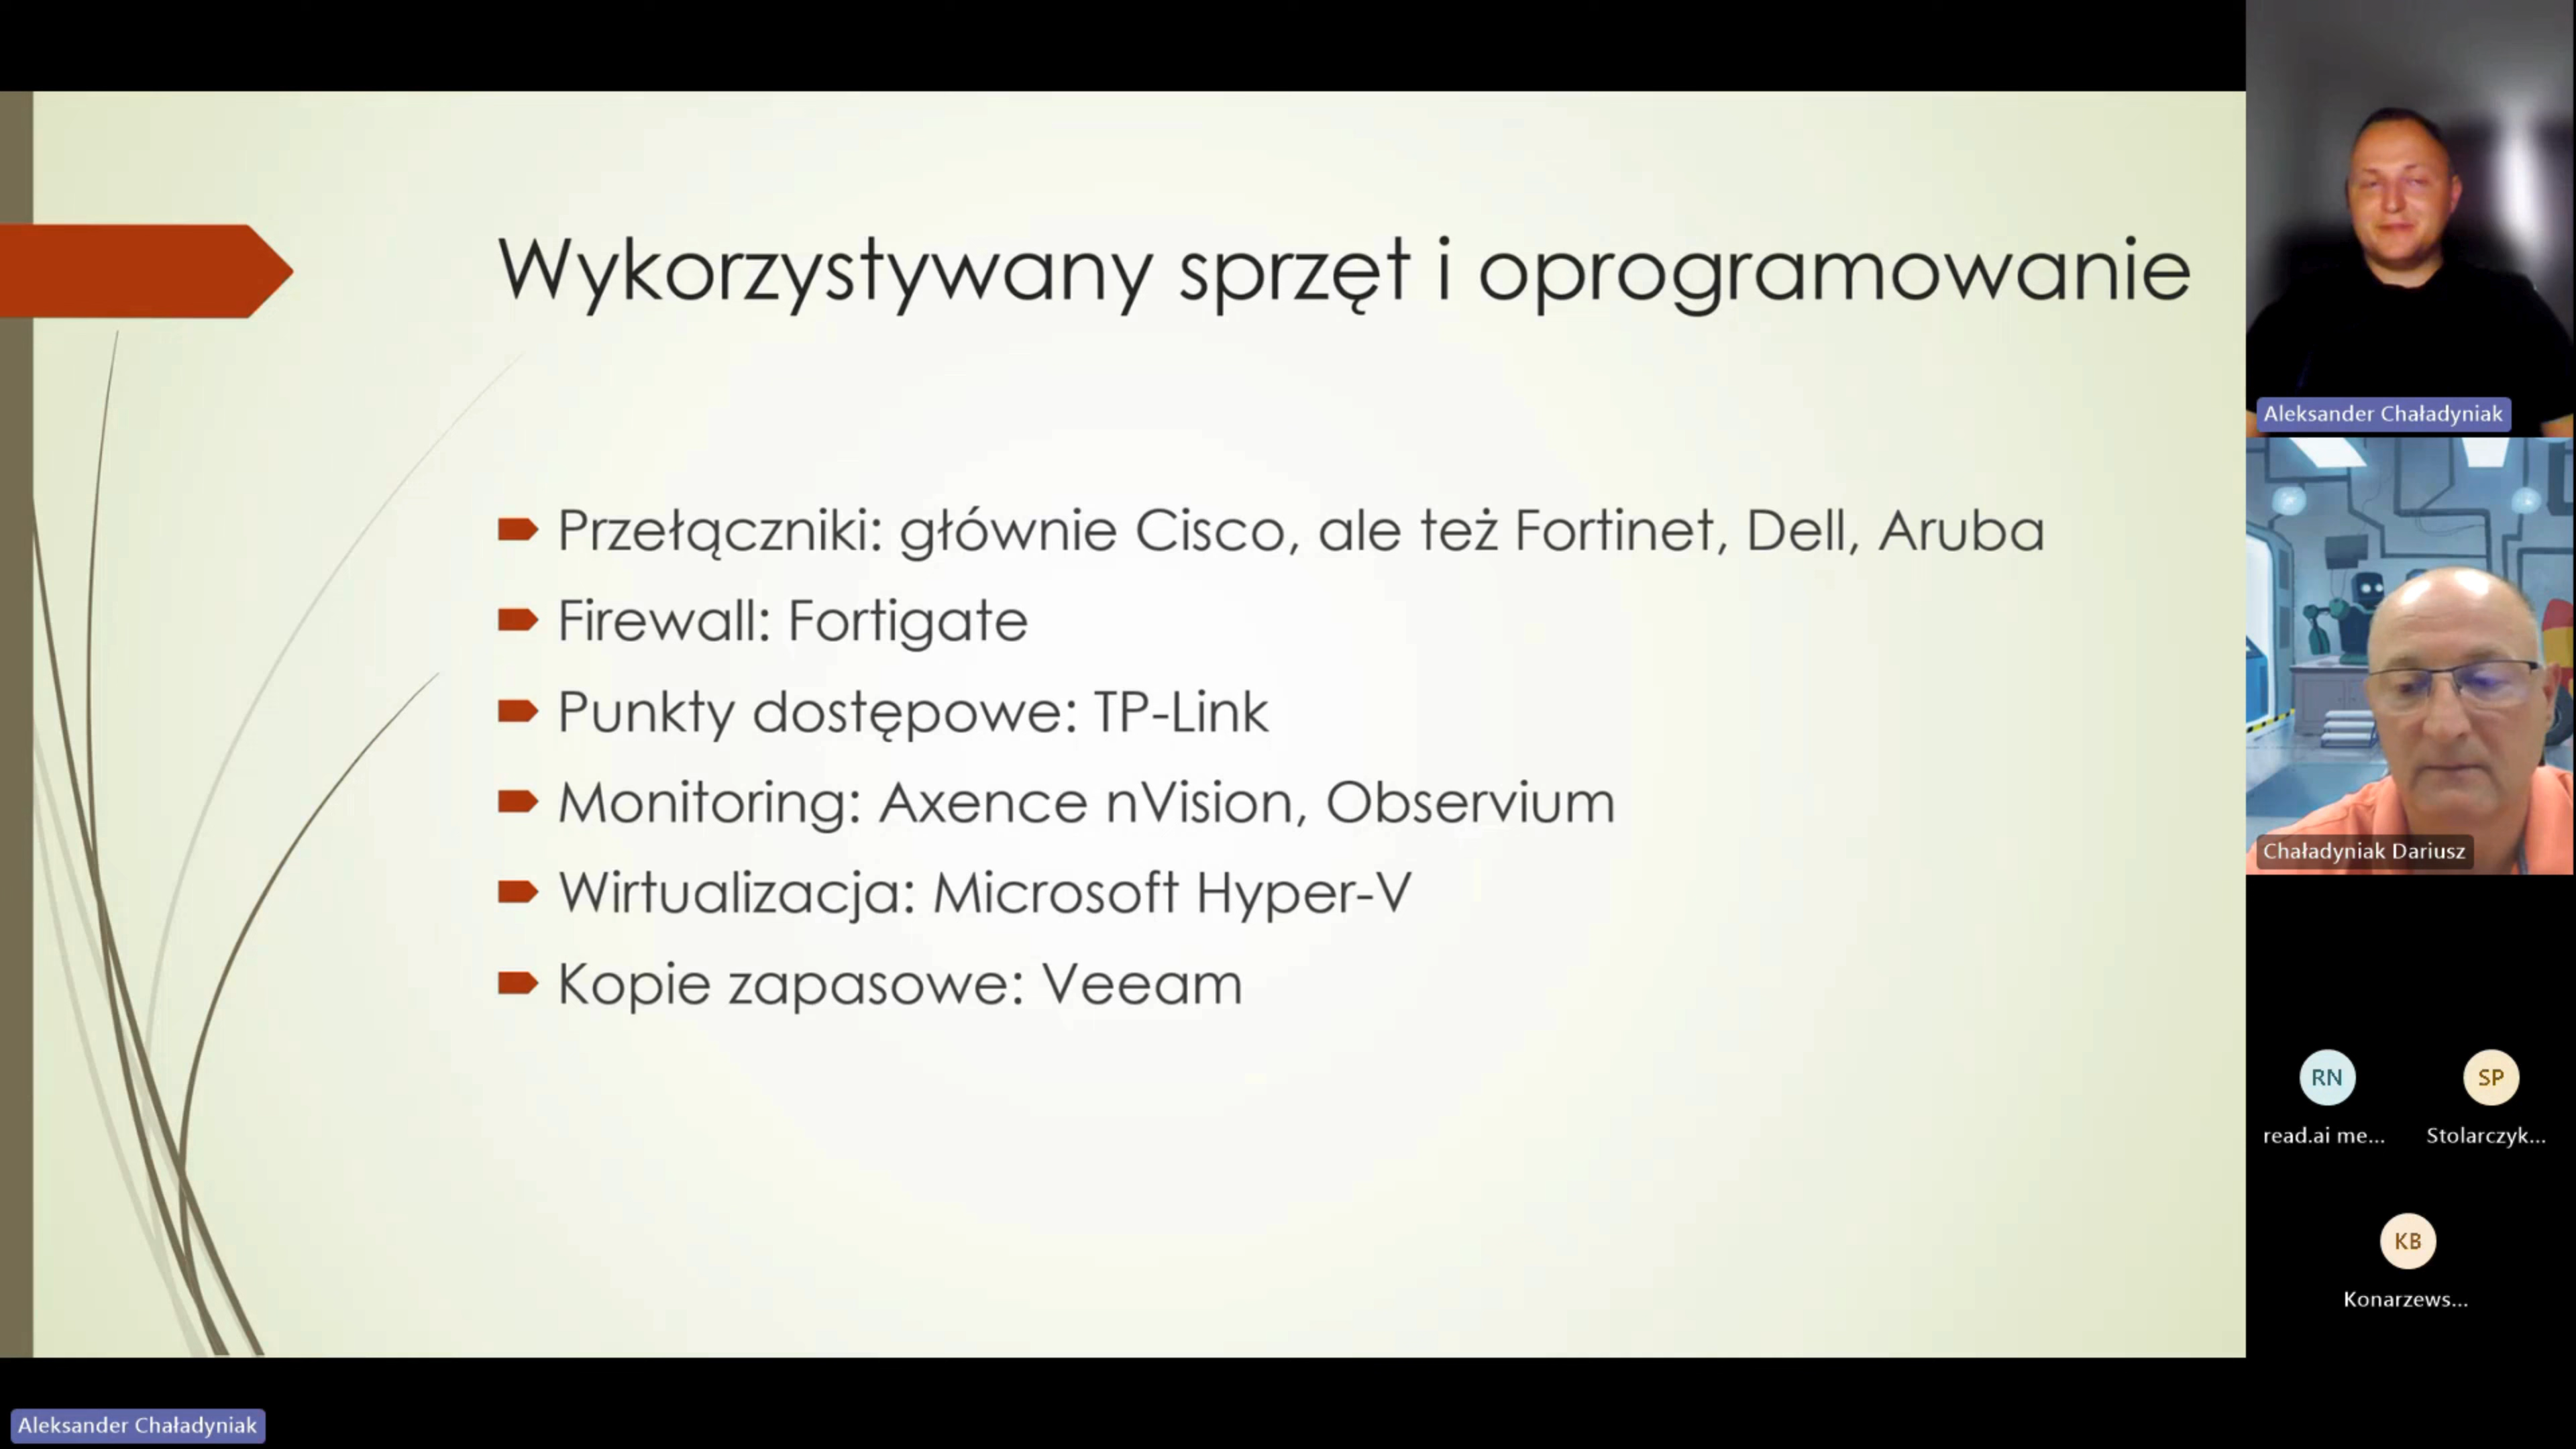 Wykorzystywany sprzęt i oprogramowanie
Przełączniki: głównie Cisco, ale też Fortinet, Dell, Aruba
Firewall: Fortigate
Punkty dostępowe: TP-Link
Monitoring: Axence nVision, Observium
Wirtualizacja: Microsoft Hyper-V
Kopie zapasowe: Veeam
Aleksander Chaładyniak
Chaładyniak Dariusz
RN
SP
read.ai me...
Stolarczyk...
KB
Konarzews...
Aleksander Chaładyniak